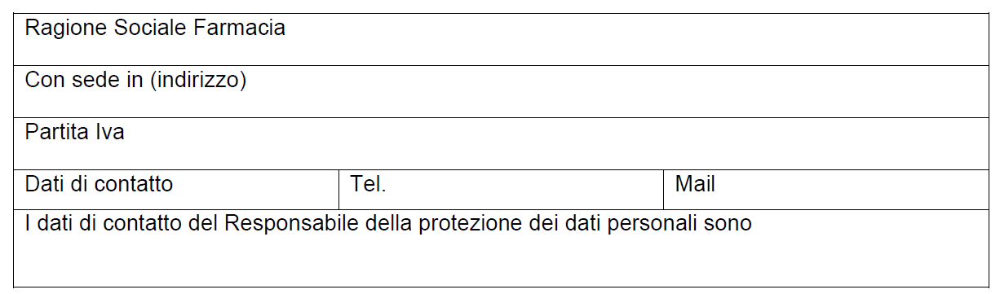 Ragione Sociale Farmacia
Con sede in (indirizzo)
Partita Iva
Dati di contatto Tel. Mail
I dati di contatto del Responsabile della protezione dei dati personali sono